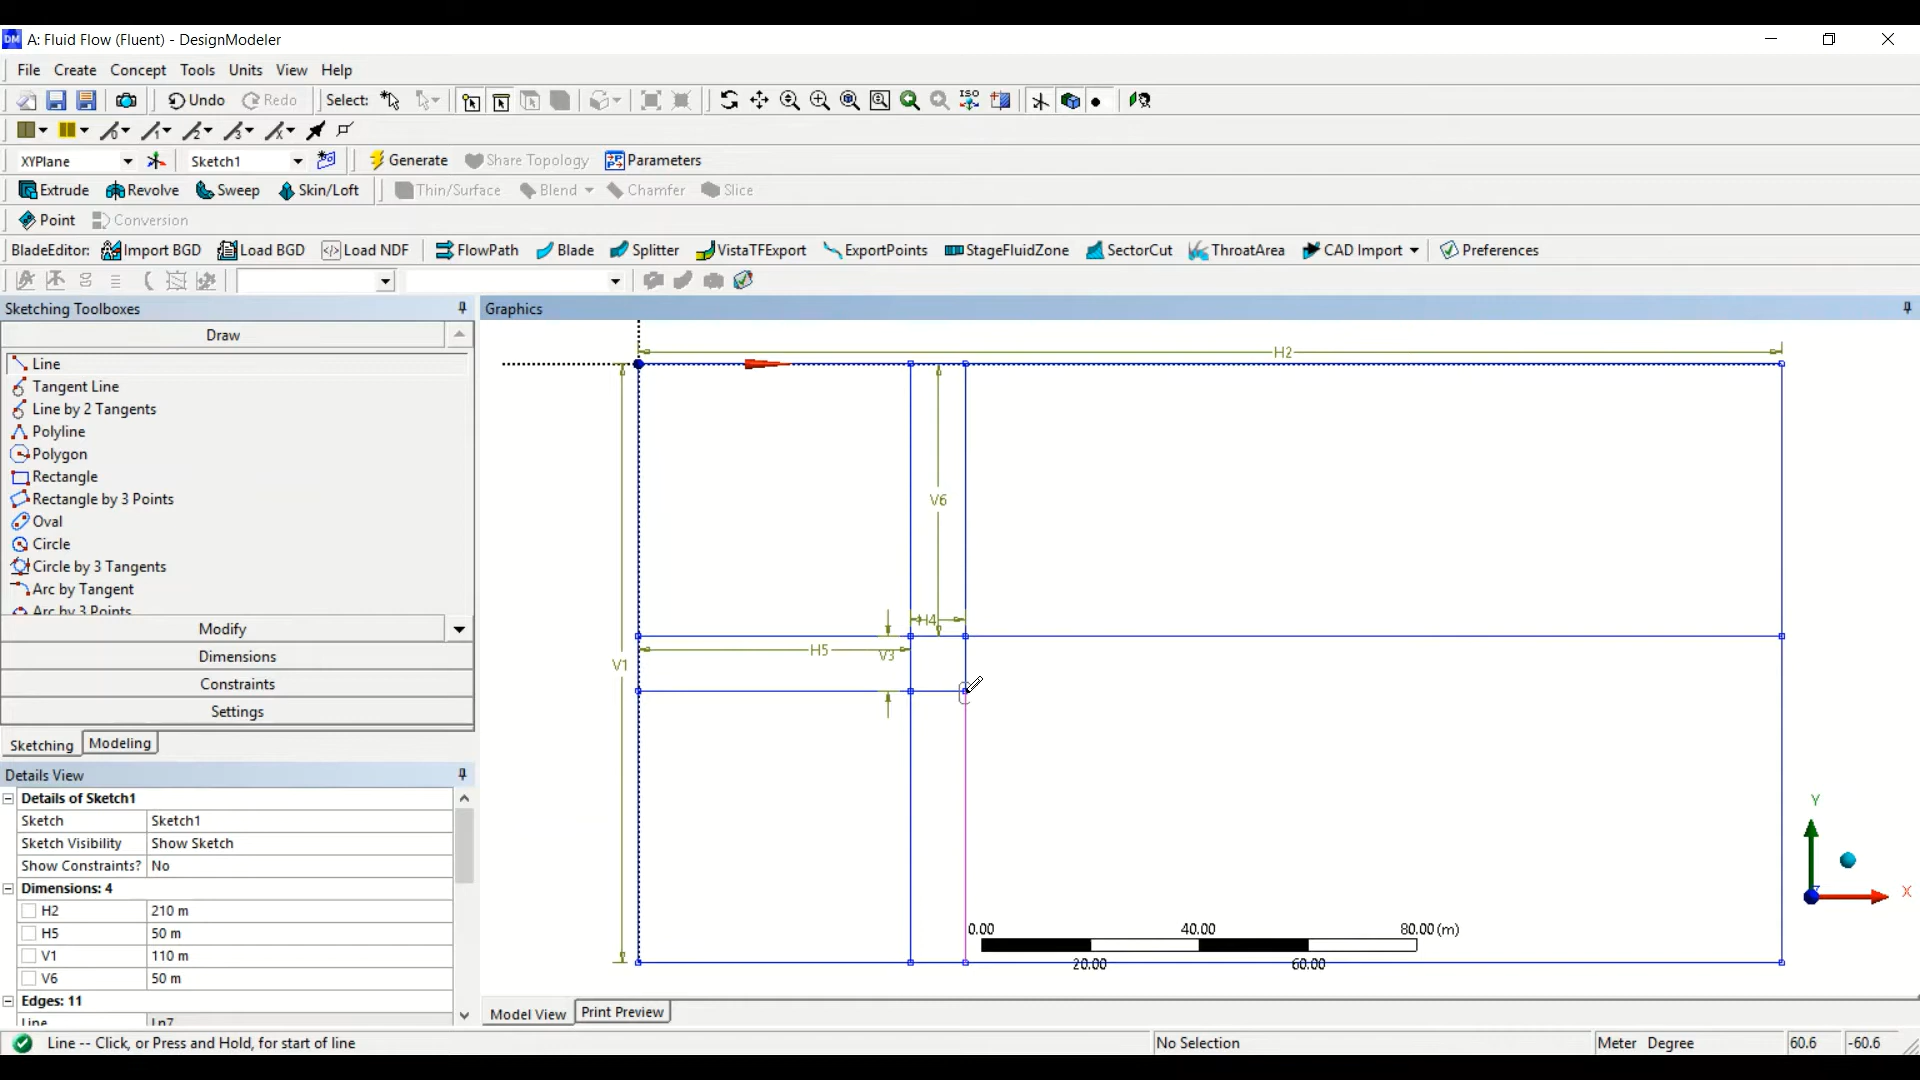 DM A: Fluid Flow (Fluent) - DesignModeler
File Create Concept Tools Units View Help
Undo Redo Select: ISO
XYPlane Sketch1 Generate Share Topology Parameters
Extrude Revolve Sweep Skin/Loft Thin/Surface Blend Chamfer Slice
Point Conversion
BladeEditor: Import BGD Load BGD Load NDF FlowPath Blade Splitter VistaTFExport ExportPoints StageFluidZone SectorCut ThroatArea CAD Import Preferences
Sketching Toolboxes
Draw
Line
Tangent Line
Line by 2 Tangents
Polyline
Polygon
Rectangle
Rectangle by 3 Points
Oval
Circle
Circle by 3 Tangents
Arc by Tangent
Arc by 3 Points
Modify
Dimensions
Constraints
Settings
Sketching Modeling
Details View
Details of Sketch1
Sketch Sketch1
Sketch Visibility Show Sketch
Show Constraints? No
Dimensions: 4
H2 210 m
H5 50 m
V1 110 m
V6 50 m
Edges: 11
Line Ln7
Graphics
H2
V6
H4
H5
V3
V1
Y
X
0.00 40.00 80.00 (m)
20.00 60.00
Model View Print Preview
Line -- Click, or Press and Hold, for start of line
No Selection
Meter Degree
60.6 -60.6